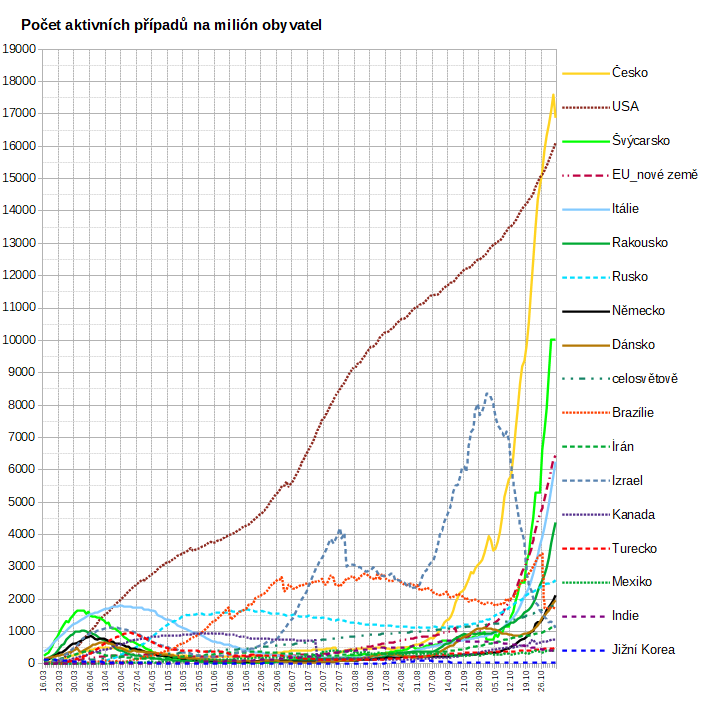 Počet aktivních případů na milión obyvatel
19000
18000
17000
16000
15000
14000
13000
12000
11000
10000
9000
8000
7000
6000
5000
4000
3000
2000
1000
0
16.03
23.03
30.03
06.04
13.04
20.04
27.04
04.05
11.05
18.05
25.05
01.06
08.06
15.06
22.06
29.06
06.07
13.07
20.07
27.07
03.08
10.08
17.08
24.08
31.08
07.09
14.09
21.09
28.09
05.10
12.10
19.10
26.10
Česko
USA
Švýcarsko
EU_nové země
Itálie
Rakousko
Rusko
Německo
Dánsko
celosvětově
Brazílie
Írán
Izrael
Kanada
Turecko
Mexiko
Indie
Jižní Korea